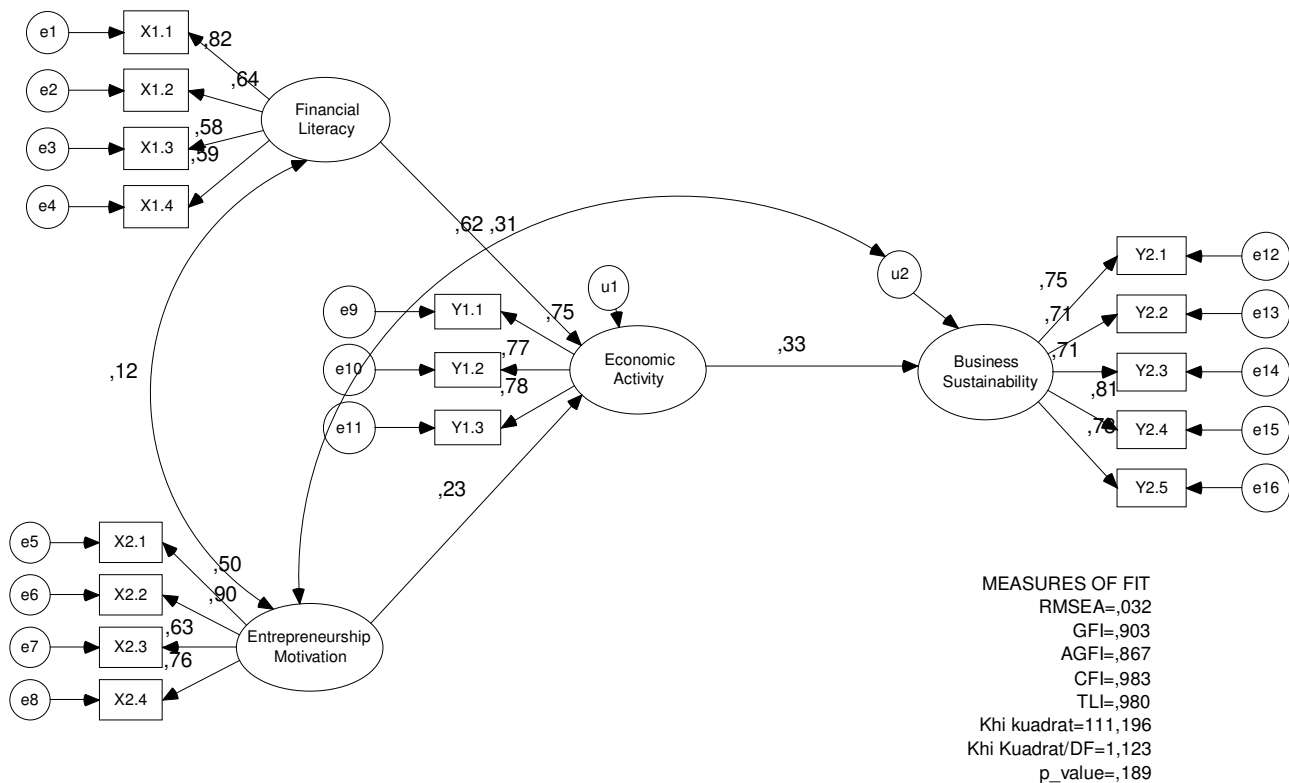 e1
X1.1
,82
e2
X1.2
,64
Financial
Literacy
e3
X1.3
,58
,59
e4
X1.4
,62
,31
u1
u2
Y2.1
e12
,75
e9
Y1.1
,75
,71
Y2.2
e13
,12
e10
Y1.2
,77
Economic
Activity
,33
Business
Sustainability
,71
Y2.3
e14
,78
,81
e11
Y1.3
Y2.4
e15
Y2.5
e16
,23
e5
X2.1
,50
e6
X2.2
,90
e7
X2.3
,63
Entrepreneurship
Motivation
,76
e8
X2.4
MEASURES OF FIT
RMSEA=,032
GFI=,903
AGFI=,867
CFI=,983
TLI=,980
Khi kuadrat=111,196
Khi Kuadrat/DF=1,123
p_value=,189